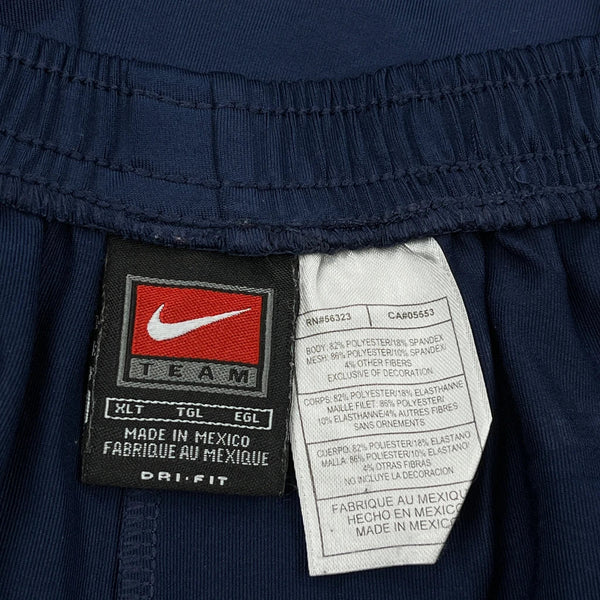 TEAM
XLT TGL EGL
MADE IN MEXICO
FABRIQUE AU MEXIQUE
DRI•FIT
RN#56323 CA#05553
BODY: 82% POLYESTER/18% SPANDEX
MESH: 86% POLYESTER/10% SPANDEX/
4% OTHER FIBERS
EXCLUSIVE OF DECORATION
CORPS: 82% POLYESTER/18% ELASTHANNE
MAILLE FILET: 86% POLYESTER/
10% ELASTHANNE/4% AUTRES FIBRES
SANS ORNEMENTS
CUERPO: 82% POLIESTER/18% ELASTANO
MALLA: 86% POLIESTER/10% ELASTANO/
4% OTRAS FIBRAS
EXCLUYE LA DECORACION
FABRIQUE AU MEXIQU
HECHO EN MEXICO
MADE IN MEXICO